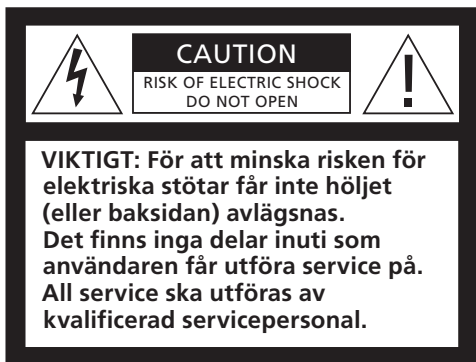 CAUTION
RISK OF ELECTRIC SHOCK
DO NOT OPEN
!
VIKTIGT: För att minska risken för
elektriska stötar får inte höljet
(eller baksidan) avlägsnas.
Det finns inga delar inuti som
användaren får utföra service på.
All service ska utföras av
kvalificerad servicepersonal.